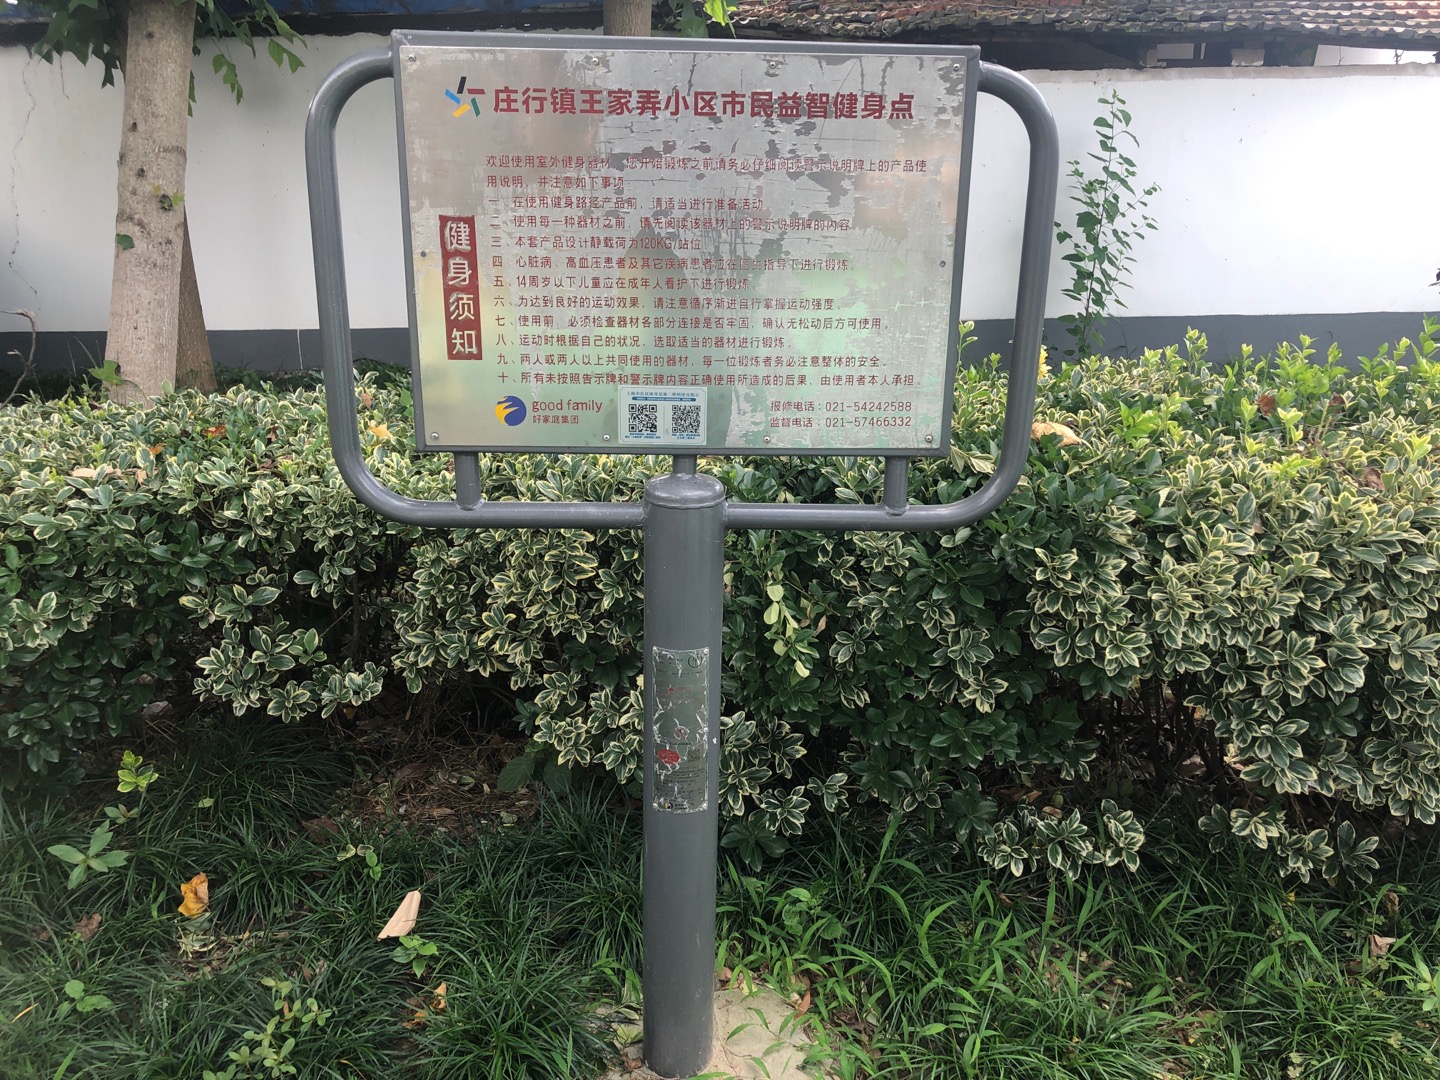 庄行镇王家弄小区市民益智健身点
欢迎使用室外健身器材,您开始锻炼之前请务必仔细阅读警示说明牌上的产品使
用说明，并注意如下事项:
一、在使用健身路径产品前，请适当进行准备活动
二、使用每一种器材之前，请先阅读该器材上的警示说明牌的内容
三、本套产品设计静载荷为120KG/站位
四、心脏病、高血压患者及其它疾病患者应在医生指导下进行锻炼.
五、14周岁以下儿童应在成年人看护下进行锻炼.
六、为达到良好的运动效果，请注意循序渐进自行掌握运动强度.
七、使用前，必须检查器材各部分连接是否牢固，确认无松动后方可使用。
八、运动时根据自己的状况，选取适当的器材进行锻炼.
九、两人或两人以上共同使用的器材，每一位锻炼者务必注意整体的安全。
十、所有未按照告示牌和警示牌内容正确使用所造成的后果，由使用者本人承担。
健身须知
good family
好家庭集团
报修电话：021-54242588
监督电话：021-57466332